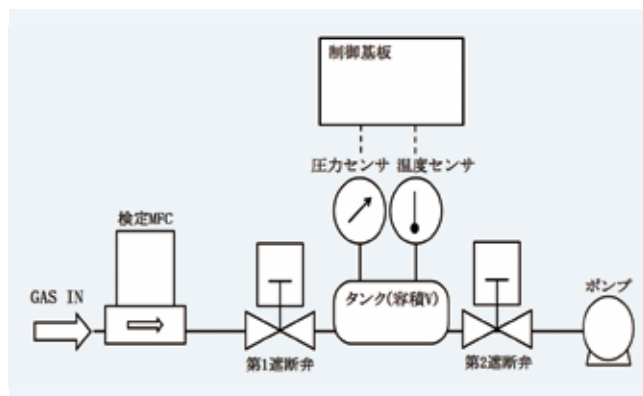 制御基板
圧力センサ 温度センサ
検定MFC
GAS IN
タンク(容積V)
ポンプ
第1遮断弁
第2遮断弁